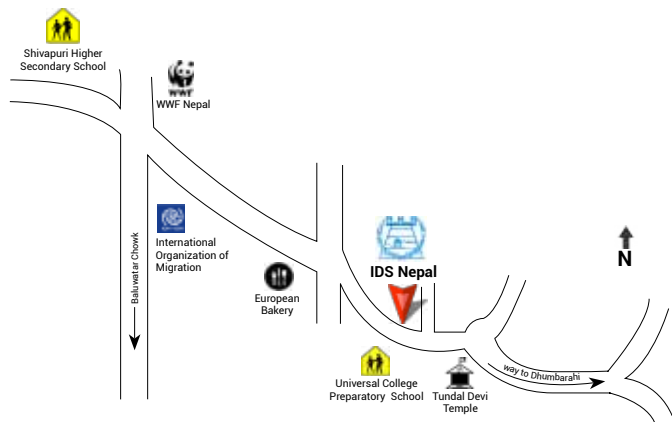 Shivapuri Higher
Secondary School
WWF
WWF Nepal
International
Organization of
Migration
Baluwatar Chowk
European
Bakery
IDS Nepal
N
Universal College
Preparatory School
Tundal Devi
Temple
way to Dhumbarahi